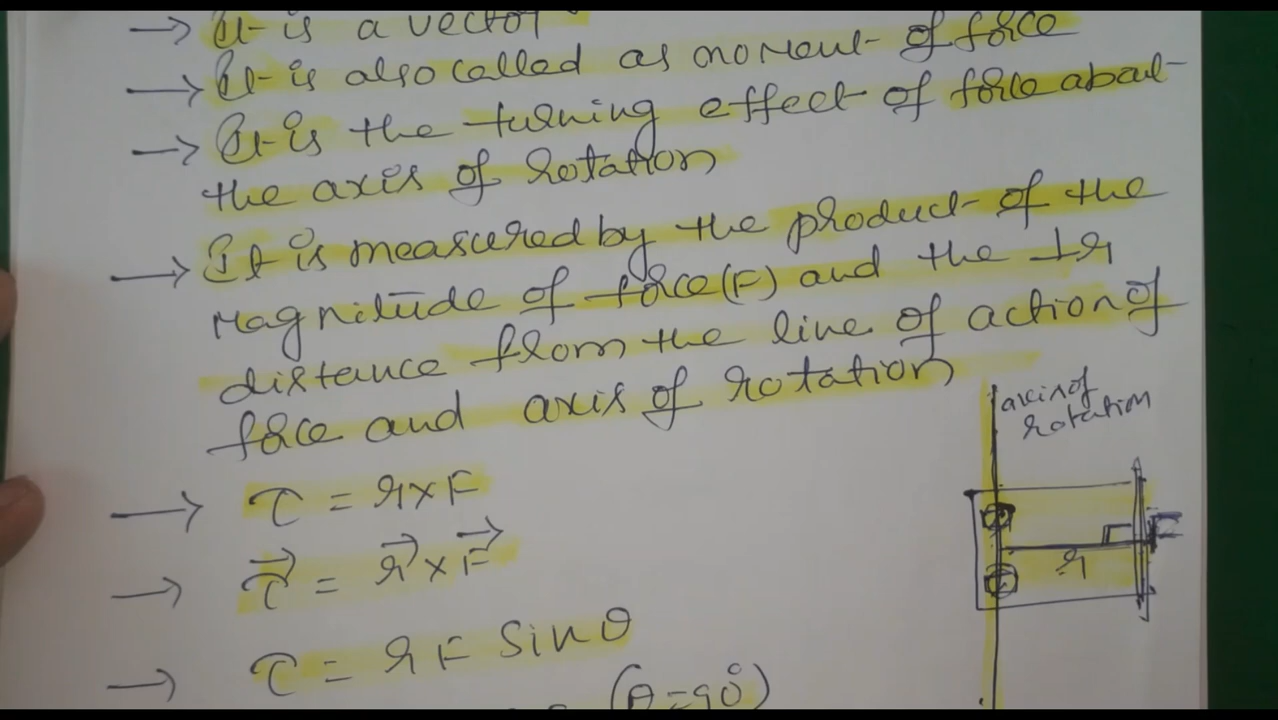 → It is a vector
→ It is also called as moment of force
→ It is the turning effect of force about
the axis of rotation
→ It is measured by the product of the
magnitude of force (F) and the ⊥r
distance from the line of action of
force and axis of rotation
axis of
rotation
→ τ = r×F
→ τ⃗ = r⃗×F⃗
F
r
→ τ = r F Sin θ
(θ=90°)